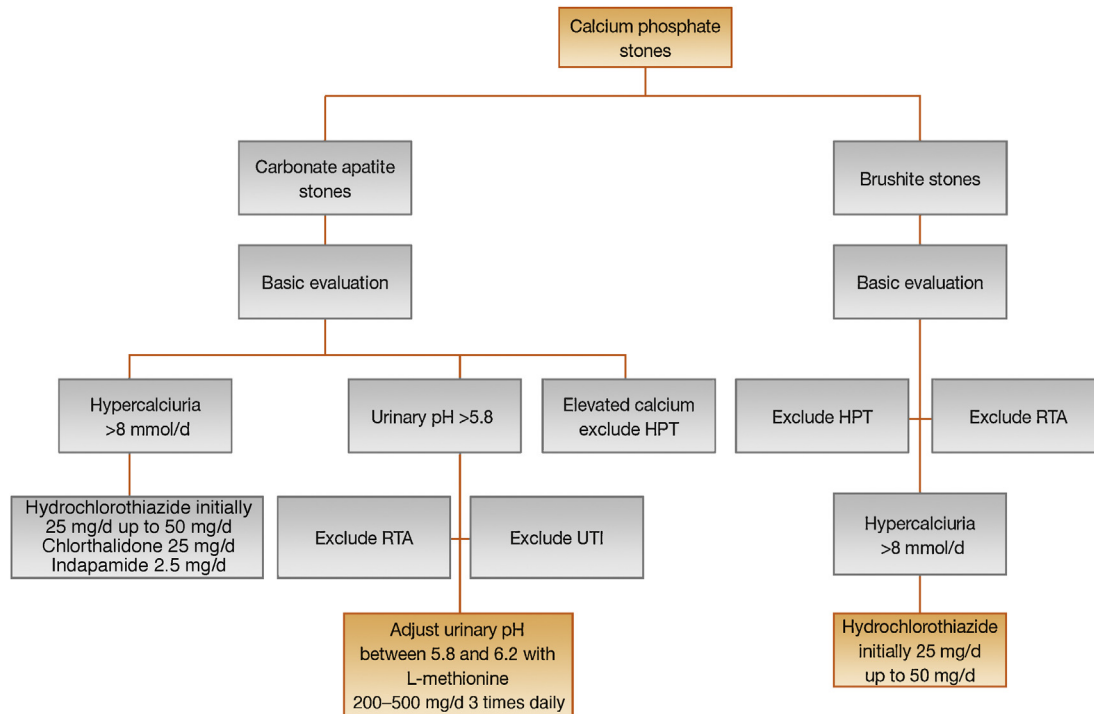 Calcium phosphate
stones
Carbonate apatite
stones
Brushite stones
Basic evaluation
Basic evaluation
Hypercalciuria
>8 mmol/d
Urinary pH >5.8
Elevated calcium
exclude HPT
Exclude HPT
Exclude RTA
Hydrochlorothiazide initially
25 mg/d up to 50 mg/d
Chlorthalidone 25 mg/d
Indapamide 2.5 mg/d
Exclude RTA
Exclude UTI
Hypercalciuria
>8 mmol/d
Adjust urinary pH
between 5.8 and 6.2 with
L-methionine
200–500 mg/d 3 times daily
Hydrochlorothiazide
initially 25 mg/d
up to 50 mg/d